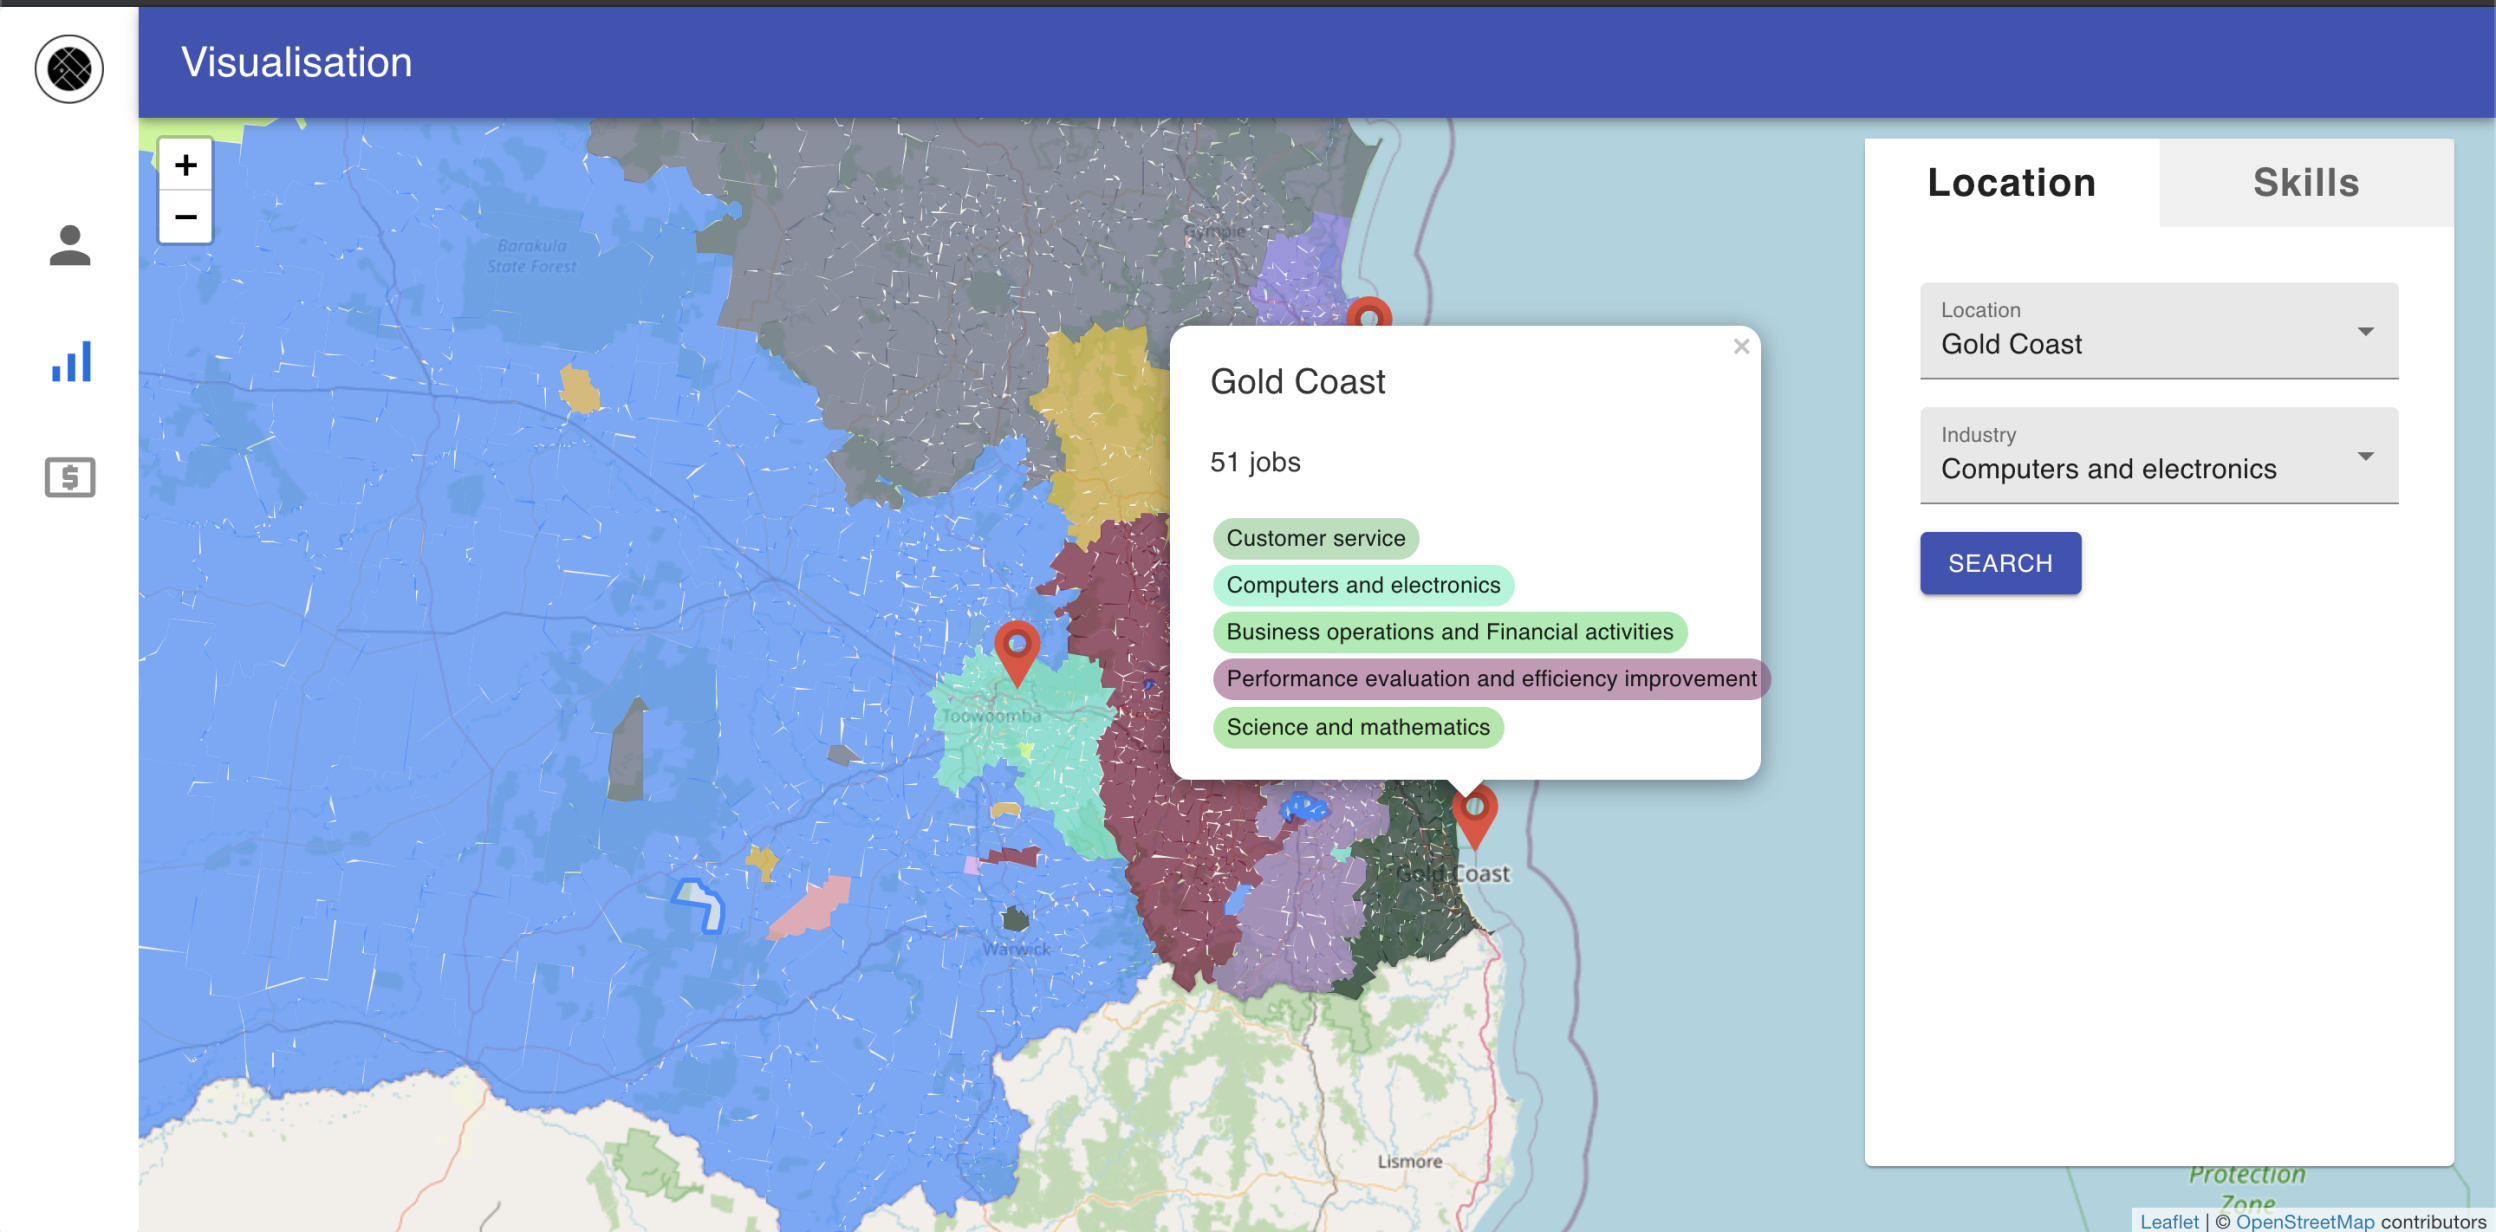 Visualisation
+
−
Barakula
State Forest
Gympie
Toowoomba
Warwick
Gold Coast
Lismore
×
Gold Coast
51 jobs
Customer service
Computers and electronics
Business operations and Financial activities
Performance evaluation and efficiency improvement
Science and mathematics
Location
Skills
Location
Gold Coast
Industry
Computers and electronics
SEARCH
Protection
Zone
Leaflet | © OpenStreetMap contributors